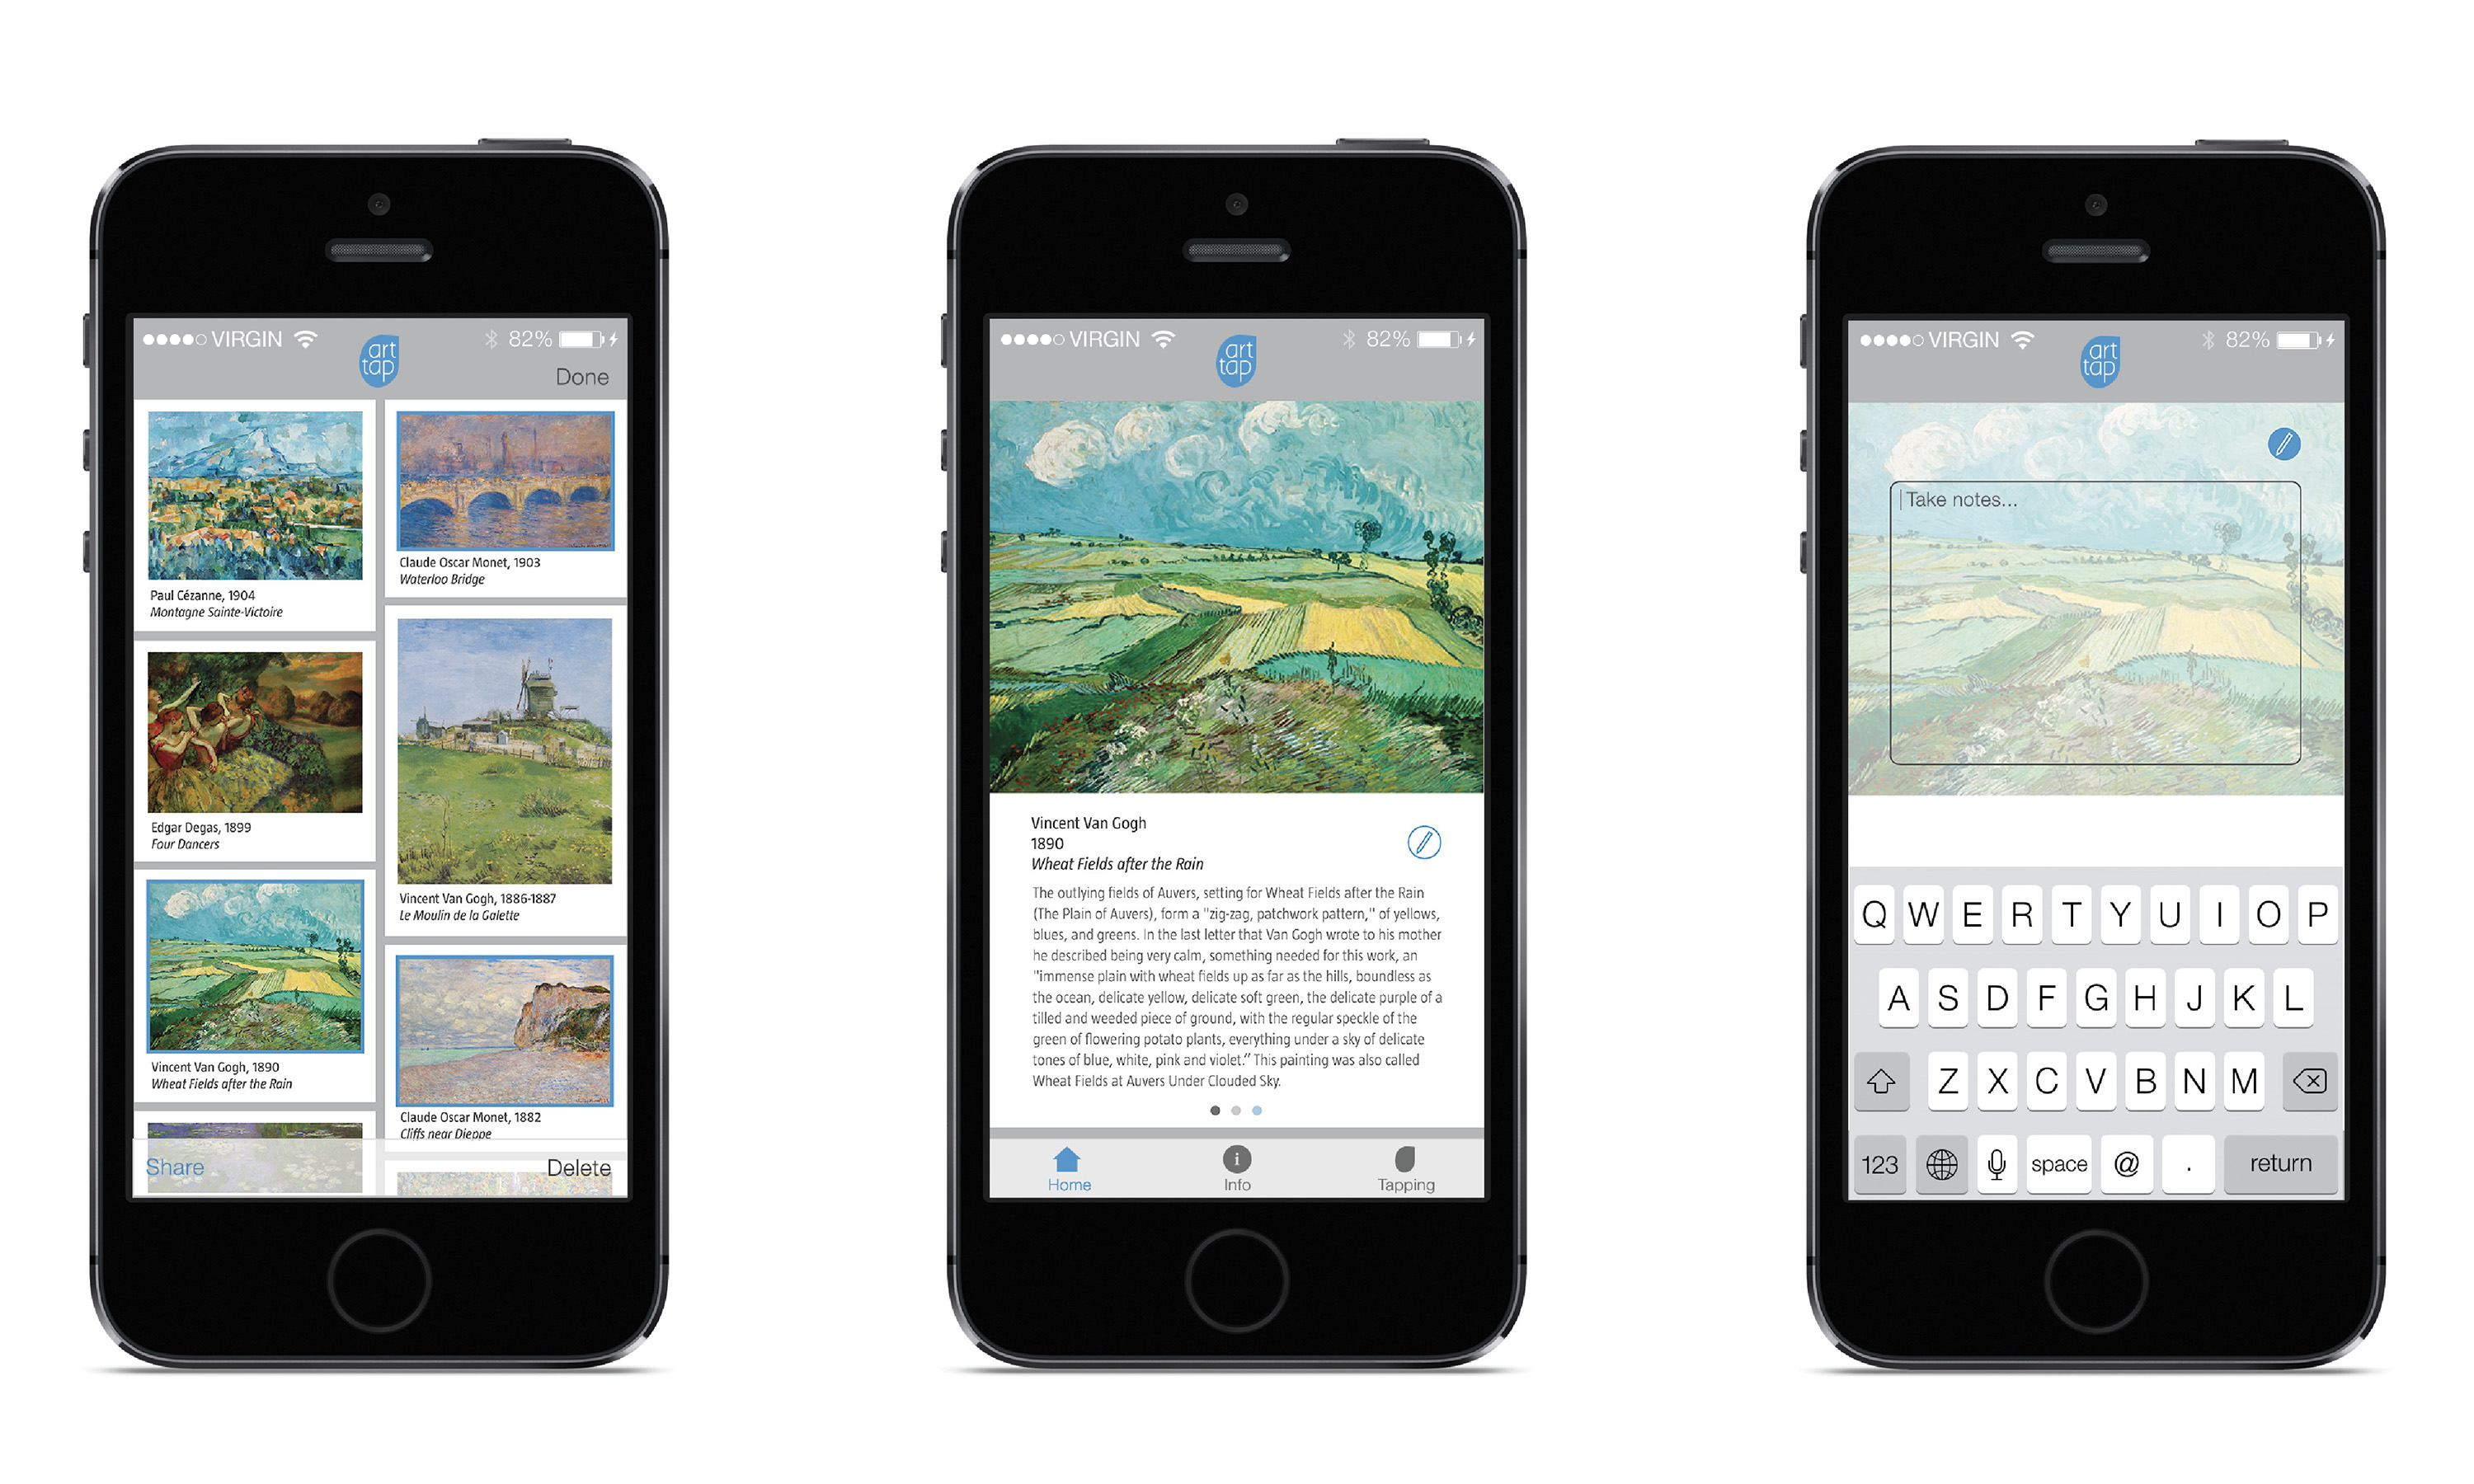 VIRGIN
82%
art
tap
Done
Paul Cézanne, 1904
Montagne Sainte-Victoire
Edgar Degas, 1899
Four Dancers
Vincent Van Gogh, 1890
Wheat Fields after the Rain
Claude Oscar Monet, 1903
Waterloo Bridge
Vincent Van Gogh, 1886-1887
Le Moulin de la Galette
Claude Oscar Monet, 1882
Cliffs near Dieppe
Share
Delete
VIRGIN
82%
art
tap
Vincent Van Gogh
1890
Wheat Fields after the Rain
The outlying fields of Auvers, setting for Wheat Fields after the Rain
(The Plain of Auvers), form a "zig-zag, patchwork pattern," of yellows,
blues, and greens. In the last letter that Van Gogh wrote to his mother
he described being very calm, something needed for this work, an
"immense plain with wheat fields up as far as the hills, boundless as
the ocean, delicate yellow, delicate soft green, the delicate purple of a
tilled and weeded piece of ground, with the regular speckle of the
green of flowering potato plants, everything under a sky of delicate
tones of blue, white, pink and violet.” This painting was also called
Wheat Fields at Auvers Under Clouded Sky.
Home
Info
Tapping
VIRGIN
82%
art
tap
Take notes...
Q W E R T Y U I O P
A S D F G H J K L
Z X C V B N M
123 space @ . return